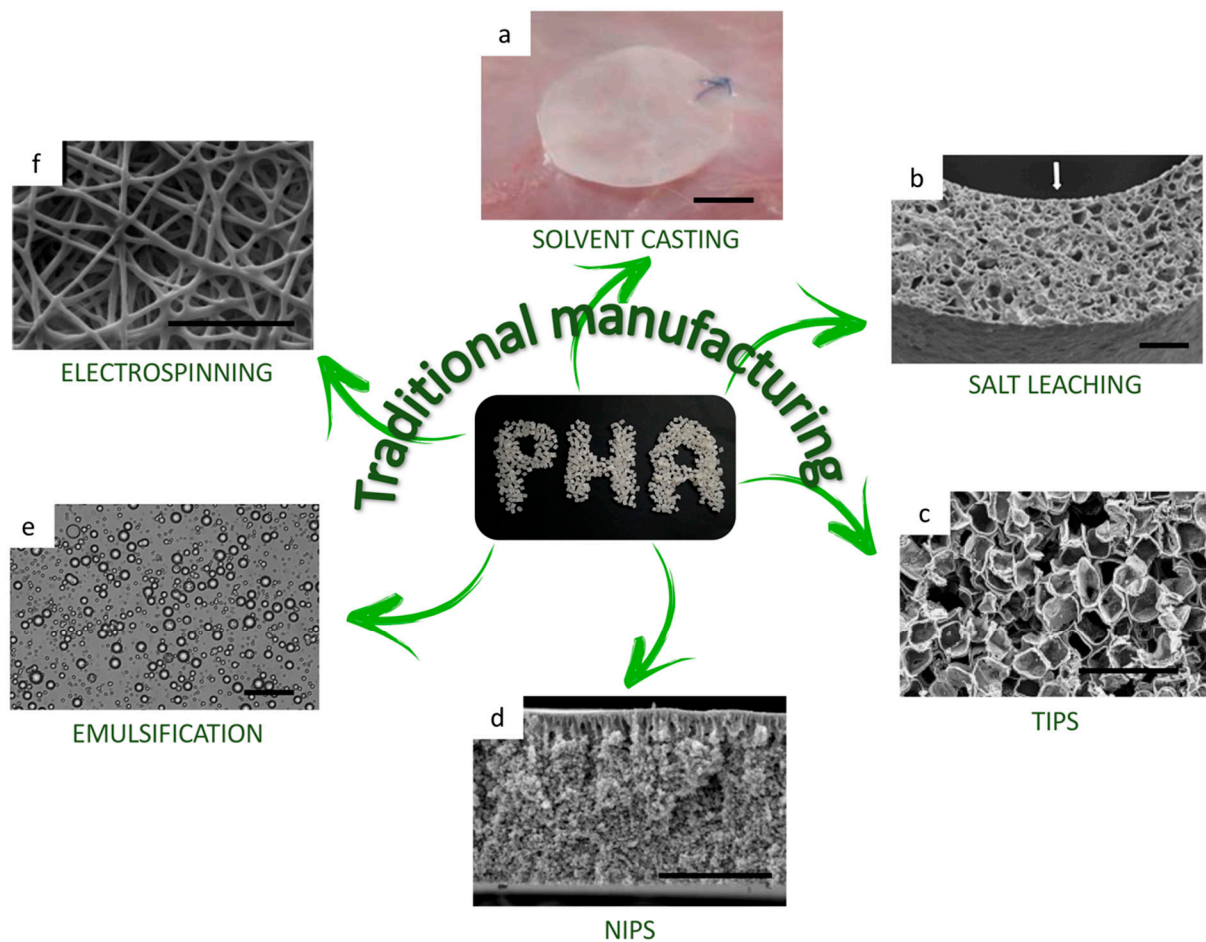 a
SOLVENT CASTING
b
SALT LEACHING
c
TIPS
d
NIPS
e
EMULSIFICATION
f
ELECTROSPINNING
Traditional manufacturing
PHA